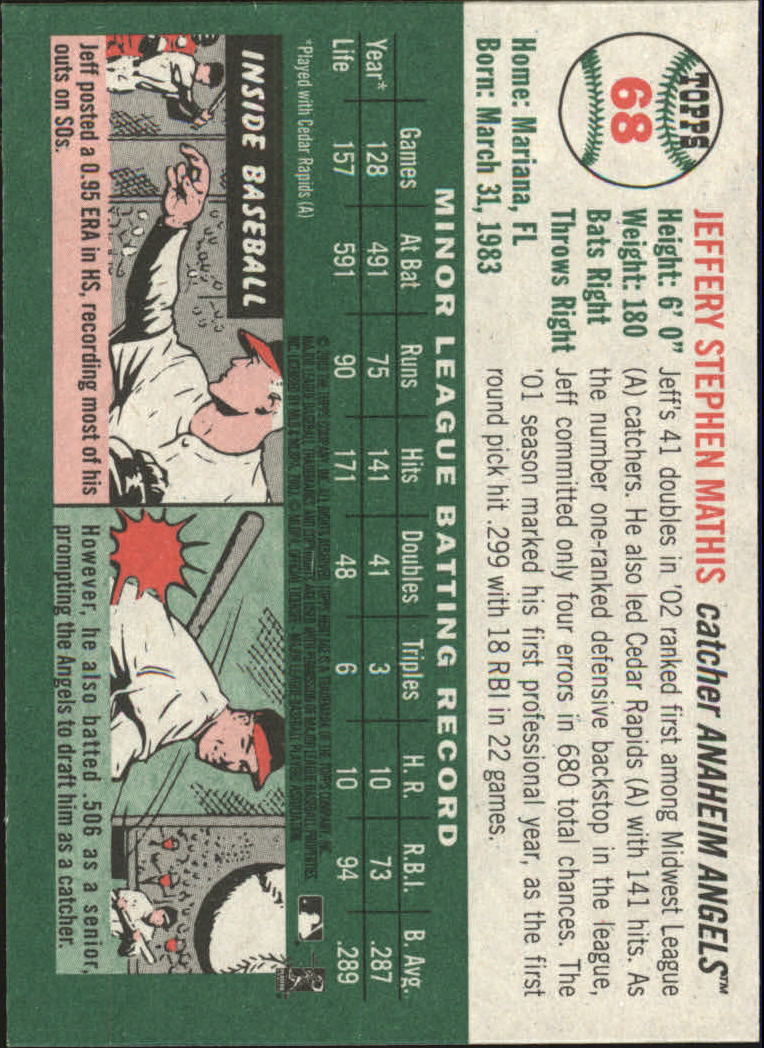 TOPPS
68
JEFFERY STEPHEN MATHIS catcher ANAHEIM ANGELS™
Height: 6' 0"
Weight: 180
Bats Right
Throws Right
Home: Mariana, FL
Born: March 31, 1983
Jeff's 41 doubles in '02 ranked first among Midwest League
(A) catchers. He also led Cedar Rapids (A) with 141 hits. As
the number one-ranked defensive backstop in the league,
Jeff committed only four errors in 680 total chances. The
'01 season marked his first professional year, as the first
round pick hit .299 with 18 RBI in 22 games.
MINOR LEAGUE BATTING RECORD
Games At Bat Runs Hits Doubles Triples H. R. R.B.I. B. Avg.
Year* 128 491 75 141 41 3 10 73 .287
Life 157 591 90 171 48 6 10 94 .289
*Played with Cedar Rapids (A)
INSIDE BASEBALL
Jeff posted a 0.95 ERA in HS, recording most of his
outs on SOs.
However, he also batted .506 as a senior,
prompting the Angels to draft him as a catcher.